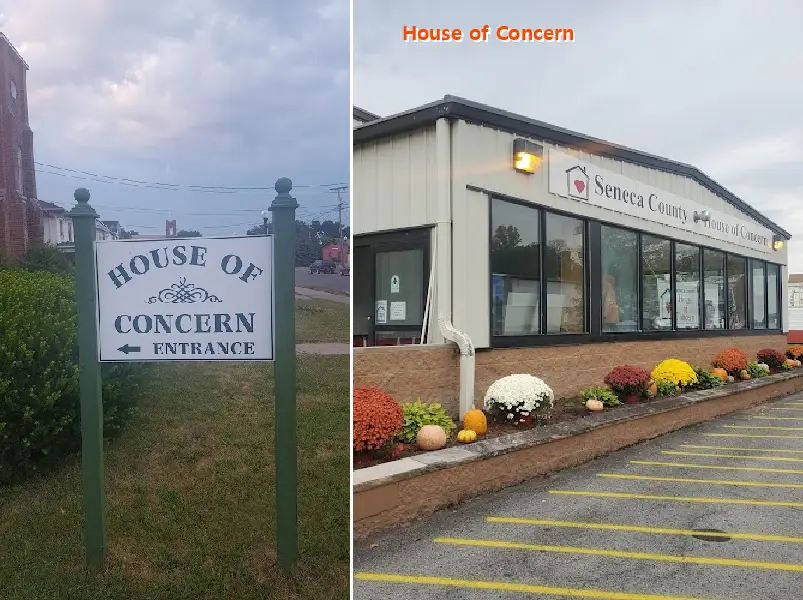 HOUSE OF
CONCERN
← ENTRANCE
House of Concern
Seneca County House of Concern